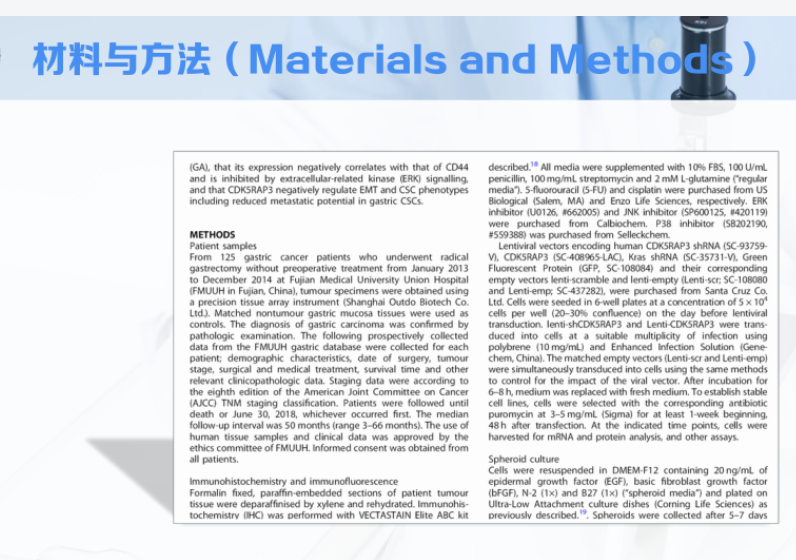 材料与方法（Materials and Methods）
(GA), that its expression negatively correlates with that of CD44
and is inhibited by extracellular-related kinase (ERK) signalling,
and that CDK5RAP3 negatively regulate EMT and CSC phenotypes
including reduced metastatic potential in gastric CSCs.
METHODS
Patient samples
From 125 gastric cancer patients who underwent radical
gastrectomy without preoperative treatment from January 2013
to December 2014 at Fujian Medical University Union Hospital
(FMUUH in Fujian, China), tumour specimens were obtained using
a precision tissue array instrument (Shanghai Outdo Biotech Co.
Ltd.). Matched nontumour gastric mucosa tissues were used as
controls. The diagnosis of gastric carcinoma was confirmed by
pathologic examination. The following prospectively collected
data from the FMUUH gastric database were collected for each
patient; demographic characteristics, date of surgery, tumour
stage, surgical and medical treatment, survival time and other
relevant clinicopathologic data. Staging data were according to
the eighth edition of the American Joint Committee on Cancer
(AJCC) TNM staging classification. Patients were followed until
death or June 30, 2018, whichever occurred first. The median
follow-up interval was 50 months (range 3–66 months). The use of
human tissue samples and clinical data was approved by the
ethics committee of FMUUH. Informed consent was obtained from
all patients.
Immunohistochemistry and immunofluorescence
Formalin fixed, paraffin-embedded sections of patient tumour
tissue were deparaffinised by xylene and rehydrated. Immunohis-
tochemistry (IHC) was performed with VECTASTAIN Elite ABC kit
described.18 All media were supplemented with 10% FBS, 100 U/mL
penicillin, 100 mg/mL streptomycin and 2 mM L-glutamine ("regular
media"). 5-fluorouracil (5-FU) and cisplatin were purchased from US
Biological (Salem, MA) and Enzo Life Sciences, respectively. ERK
inhibitor (U0126, #662005) and JNK inhibitor (SP600125, #420119)
were purchased from Calbiochem. P38 inhibitor (SB202190,
#559388) was purchased from Selleckchem.
Lentiviral vectors encoding human CDK5RAP3 shRNA (SC-93759-
V), CDK5RAP3 (SC-408965-LAC), Kras shRNA (SC-35731-V), Green
Fluorescent Protein (GFP, SC-108084) and their corresponding
empty vectors lenti-scramble and lenti-empty (Lenti-scr; SC-108080
and Lenti-emp; SC-437282), were purchased from Santa Cruz Co.
Ltd. Cells were seeded in 6-well plates at a concentration of 5 × 10⁴
cells per well (20–30% confluence) on the day before lentiviral
transduction. lenti-shCDK5RAP3 and Lenti-CDK5RAP3 were trans-
duced into cells at a suitable multiplicity of infection using
polybrene (10 mg/mL) and Enhanced Infection Solution (Gene-
chem, China). The matched empty vectors (Lenti-scr and Lenti-emp)
were simultaneously transduced into cells using the same methods
to control for the impact of the viral vector. After incubation for
6–8 h, medium was replaced with fresh medium. To establish stable
cell lines, cells were selected with the corresponding antibiotic
puromycin at 3–5 mg/mL (Sigma) for at least 1-week beginning,
48 h after transfection. At the indicated time points, cells were
harvested for mRNA and protein analysis, and other assays.
Spheroid culture
Cells were resuspended in DMEM-F12 containing 20 ng/mL of
epidermal growth factor (EGF), basic fibroblast growth factor
(bFGF), N-2 (1×) and B27 (1×) ("spheroid media") and plated on
Ultra-Low Attachment culture dishes (Corning Life Sciences) as
previously described.19. Spheroids were collected after 5–7 days